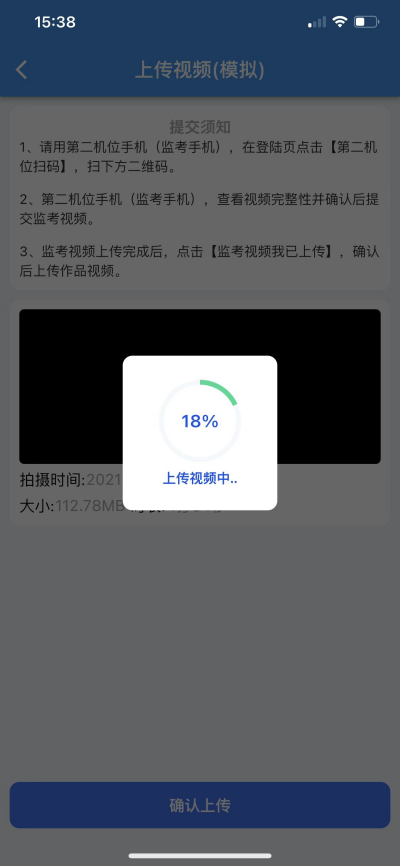 15:38
上传视频(模拟)
提交须知
1、请用第二机位手机（监考手机），在登陆页点击【第二机
位扫码】，扫下方二维码。
2、第二机位手机（监考手机），查看视频完整性并确认后提
交监考视频。
3、监考视频上传完成后，点击【监考视频我已上传】，确认
后上传作品视频。
18%
上传视频中..
拍摄时间:2021
大小:112.78MB
确认上传